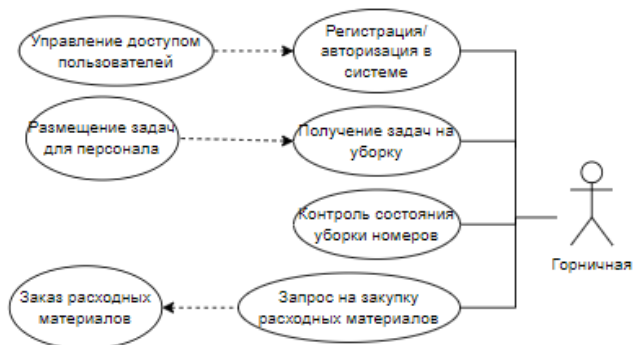 Управление доступом
пользователей
Регистрация/
авторизация в
системе
Размещение задач
для персонала
Получение задач на
уборку
Контроль состояния
уборки номеров
Горничная
Заказ расходных
материалов
Запрос на закупку
расходных материалов